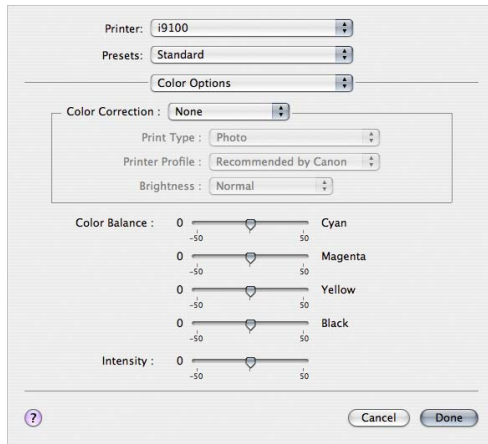 Printer: i9100
Presets: Standard
Color Options
Color Correction : None
Print Type : Photo
Printer Profile : Recommended by Canon
Brightness : Normal
Color Balance : 0 Cyan
-50 50
0 Magenta
-50 50
0 Yellow
-50 50
0 Black
-50 50
Intensity : 0
-50 50
? Cancel Done